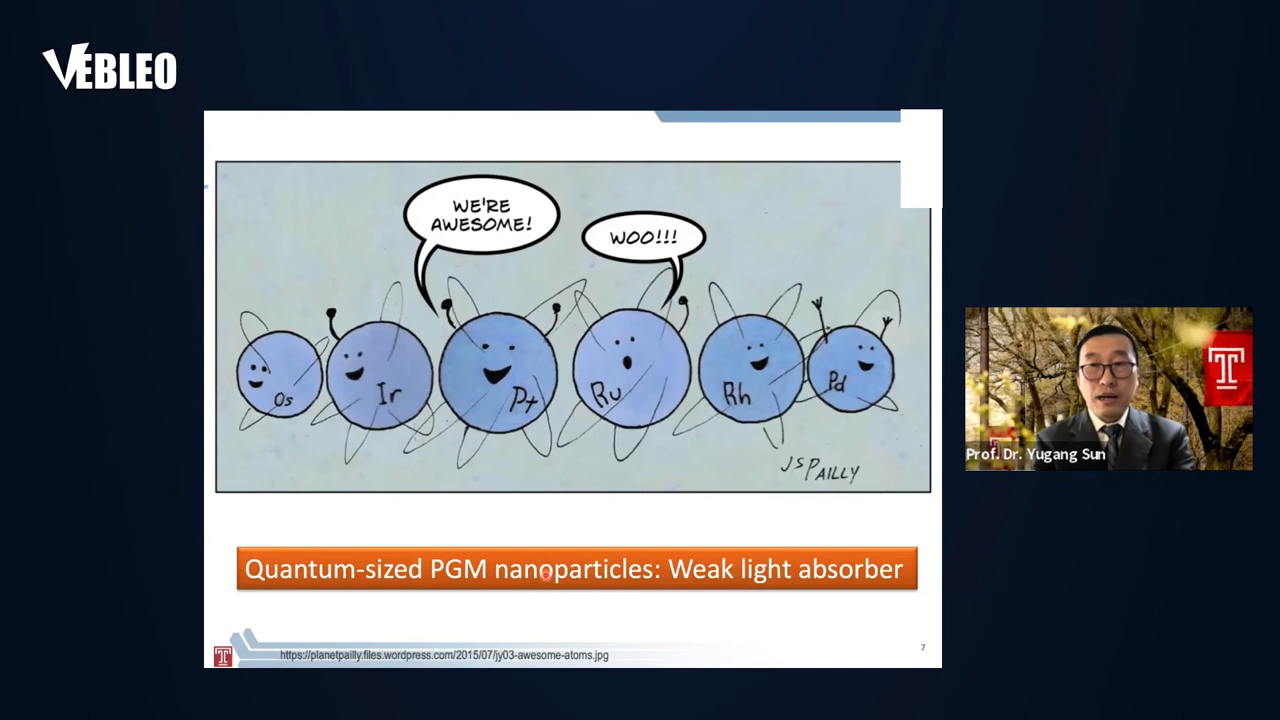 VEBLEO
WE'RE
AWESOME!
WOO!!!
Os
Ir
Pt
Ru
Rh
Pd
JSPAILLY
Quantum-sized PGM nanoparticles: Weak light absorber
T
Prof. Dr. Yugang Sun
T
https://planetpailly.files.wordpress.com/2015/07/jy03-awesome-atoms.jpg
7